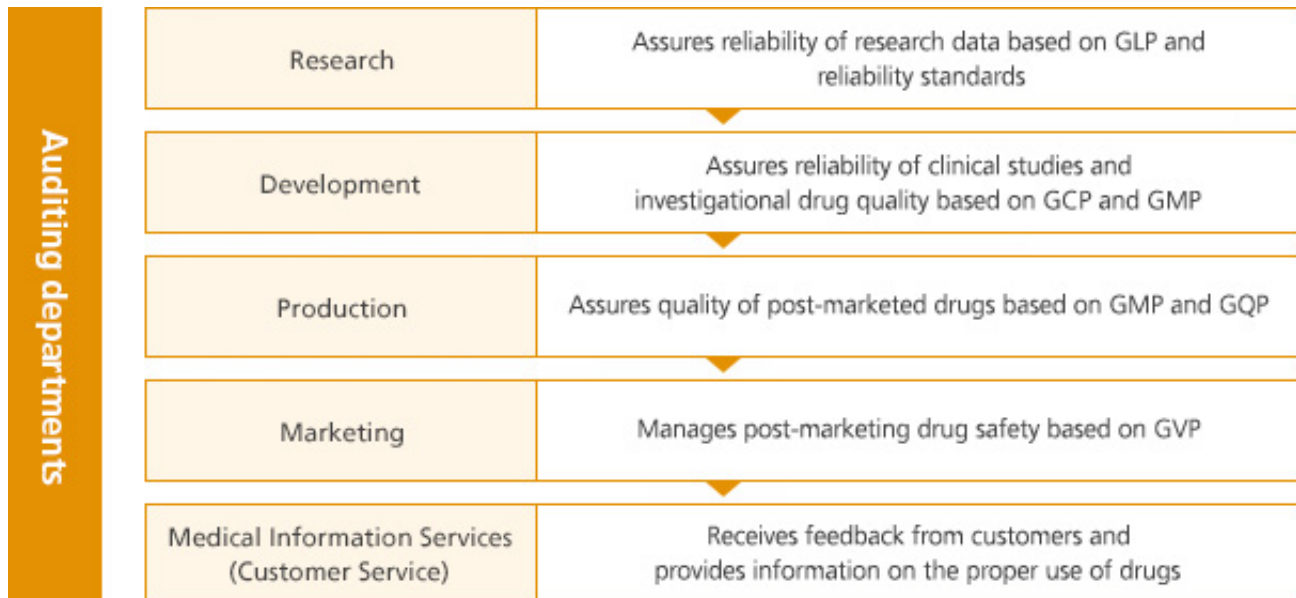 Auditing departments
Research
Assures reliability of research data based on GLP and
reliability standards
Development
Assures reliability of clinical studies and
investigational drug quality based on GCP and GMP
Production
Assures quality of post-marketed drugs based on GMP and GQP
Marketing
Manages post-marketing drug safety based on GVP
Medical Information Services
(Customer Service)
Receives feedback from customers and
provides information on the proper use of drugs